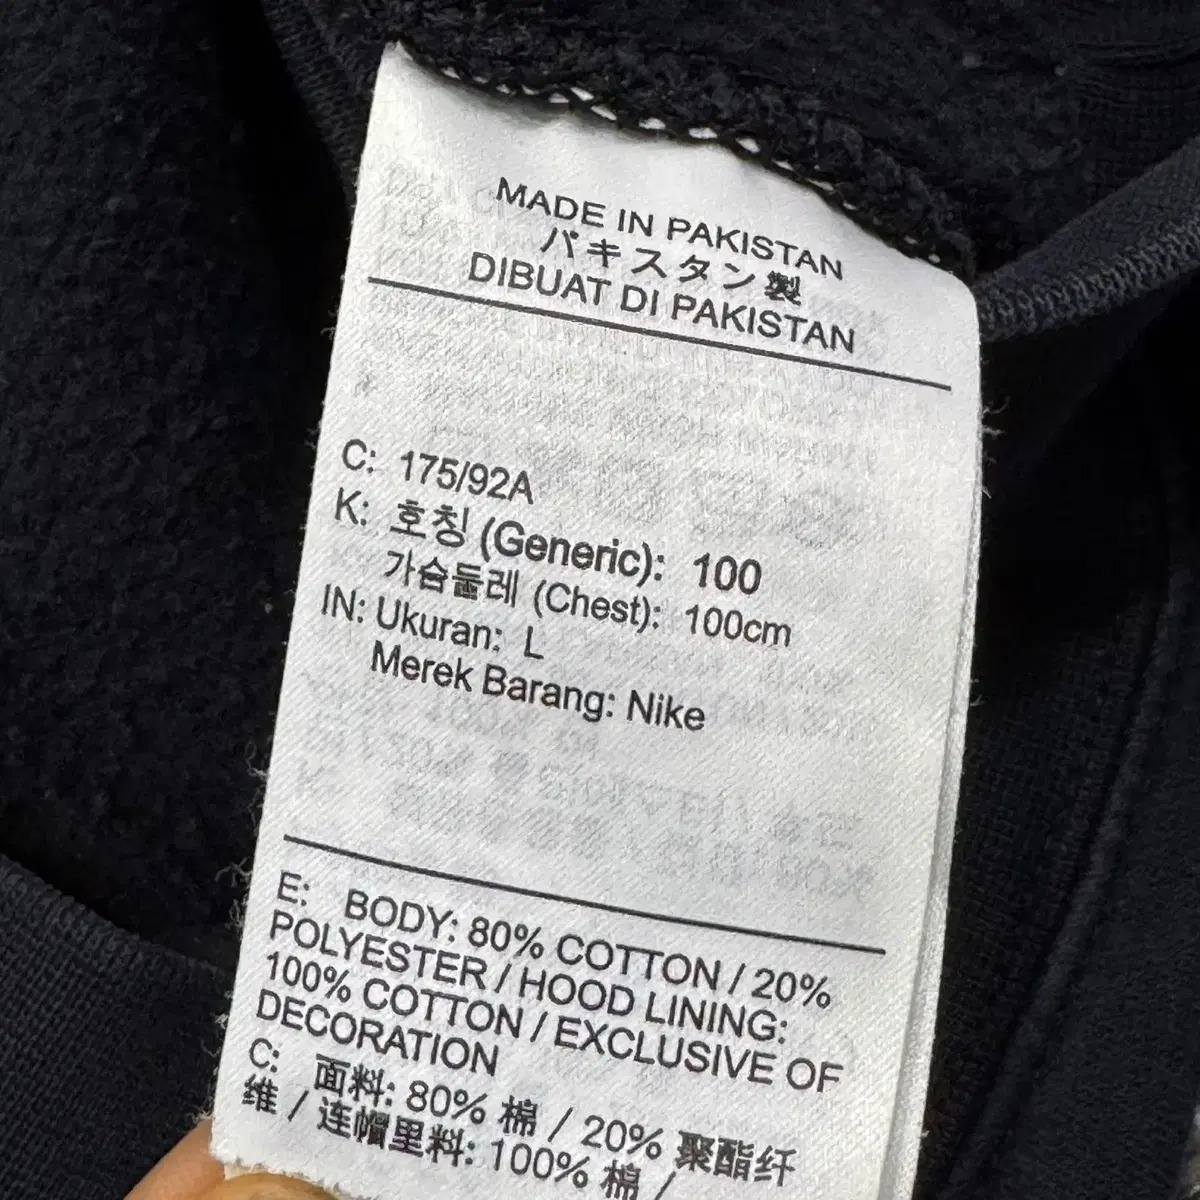 MADE IN PAKISTAN
パキスタン製
DIBUAT DI PAKISTAN
C: 175/92A
K: 호칭 (Generic): 100
가슴둘레 (Chest): 100cm
IN: Ukuran: L
Merek Barang: Nike
E: BODY: 80% COTTON / 20%
POLYESTER / HOOD LINING:
100% COTTON / EXCLUSIVE OF
DECORATION
C: 面料: 80% 棉 / 20% 聚酯纤
维 / 连帽里料: 100% 棉 /